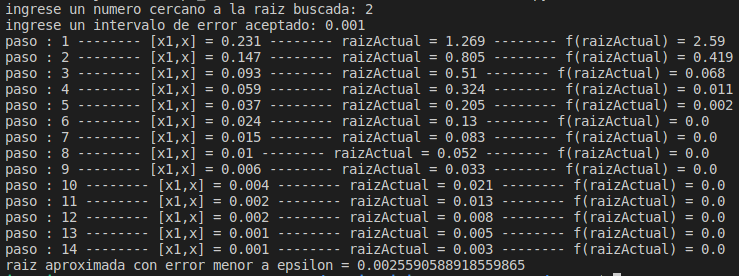 ingrese un numero cercano a la raiz buscada: 2
ingrese un intervalo de error aceptado: 0.001
paso : 1 -------- [x1,x] = 0.231 -------- raizActual = 1.269 -------- f(raizActual) = 2.59
paso : 2 -------- [x1,x] = 0.147 -------- raizActual = 0.805 -------- f(raizActual) = 0.419
paso : 3 -------- [x1,x] = 0.093 -------- raizActual = 0.51 -------- f(raizActual) = 0.068
paso : 4 -------- [x1,x] = 0.059 -------- raizActual = 0.324 -------- f(raizActual) = 0.011
paso : 5 -------- [x1,x] = 0.037 -------- raizActual = 0.205 -------- f(raizActual) = 0.002
paso : 6 -------- [x1,x] = 0.024 -------- raizActual = 0.13 -------- f(raizActual) = 0.0
paso : 7 -------- [x1,x] = 0.015 -------- raizActual = 0.083 -------- f(raizActual) = 0.0
paso : 8 -------- [x1,x] = 0.01 -------- raizActual = 0.052 -------- f(raizActual) = 0.0
paso : 9 -------- [x1,x] = 0.006 -------- raizActual = 0.033 -------- f(raizActual) = 0.0
paso : 10 -------- [x1,x] = 0.004 -------- raizActual = 0.021 -------- f(raizActual) = 0.0
paso : 11 -------- [x1,x] = 0.002 -------- raizActual = 0.013 -------- f(raizActual) = 0.0
paso : 12 -------- [x1,x] = 0.002 -------- raizActual = 0.008 -------- f(raizActual) = 0.0
paso : 13 -------- [x1,x] = 0.001 -------- raizActual = 0.005 -------- f(raizActual) = 0.0
paso : 14 -------- [x1,x] = 0.001 -------- raizActual = 0.003 -------- f(raizActual) = 0.0
raiz aproximada con error menor a epsilon = 0.0025590588918559865